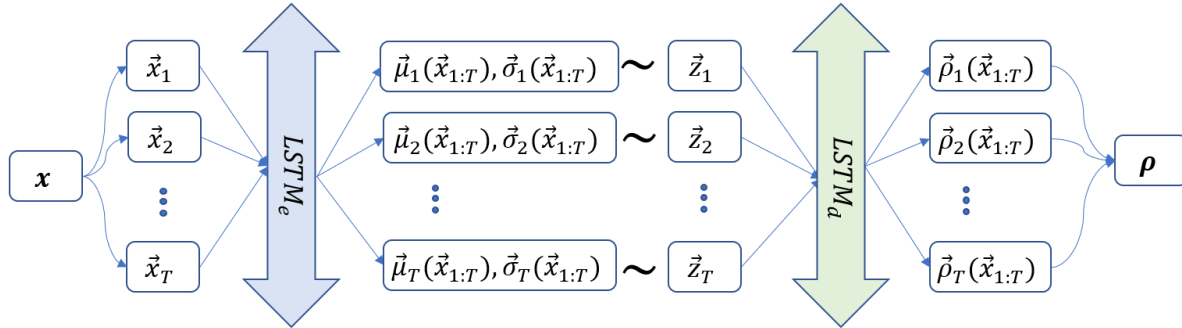 x
x⃗₁
x⃗₂
x⃗_T
LSTMₑ
μ⃗₁(x⃗₁:T), σ⃗₁(x⃗₁:T) ~ z⃗₁
μ⃗₂(x⃗₁:T), σ⃗₂(x⃗₁:T) ~ z⃗₂
μ⃗_T(x⃗₁:T), σ⃗_T(x⃗₁:T) ~ z⃗_T
LSTM_d
ρ⃗₁(x⃗₁:T)
ρ⃗₂(x⃗₁:T)
ρ⃗_T(x⃗₁:T)
ρ